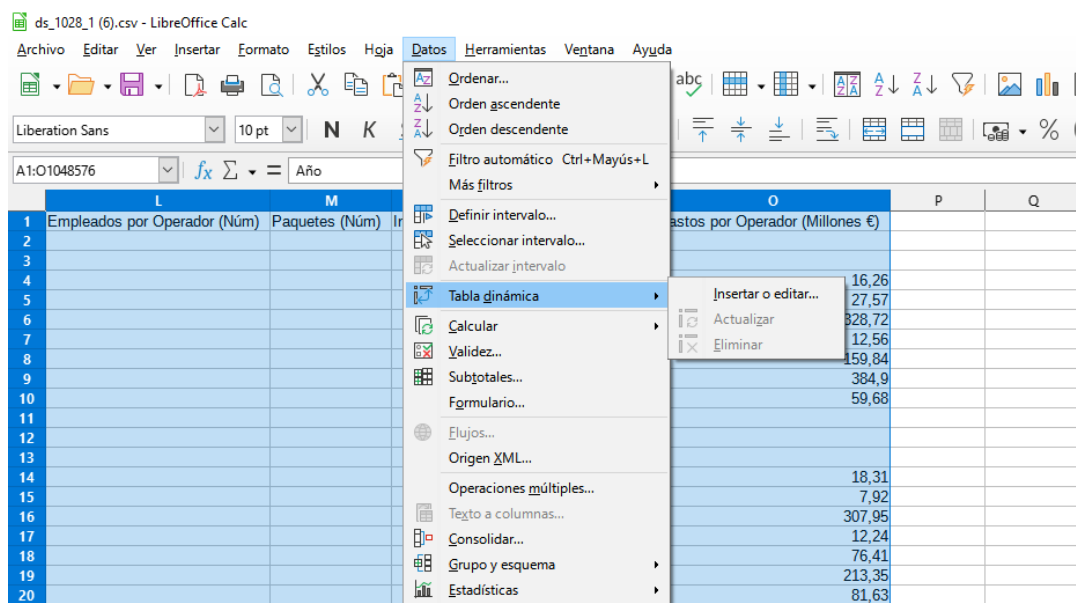 ds_1028_1 (6).csv - LibreOffice Calc
Archivo Editar Ver Insertar Formato Estilos Hoja Datos Herramientas Ventana Ayuda
abc
Liberation Sans 10 pt N K %
A1:O1048576 fx Σ = Año
L M O P Q
1 Empleados por Operador (Núm) Paquetes (Núm) astos por Operador (Millones €)
2
3
4 16,26
5 27,57
6 328,72
7 12,56
8 159,84
9 384,9
10 59,68
11
12
13
14 18,31
15 7,92
16 307,95
17 12,24
18 76,41
19 213,35
20 81,63
Ordenar...
Orden ascendente
Orden descendente
Filtro automático Ctrl+Mayús+L
Más filtros
Definir intervalo...
Seleccionar intervalo...
Actualizar intervalo
Tabla dinámica
Calcular
Validez...
Subtotales...
Formulario...
Flujos...
Origen XML...
Operaciones múltiples...
Texto a columnas...
Consolidar...
Grupo y esquema
Estadísticas
Insertar o editar...
Actualizar
Eliminar